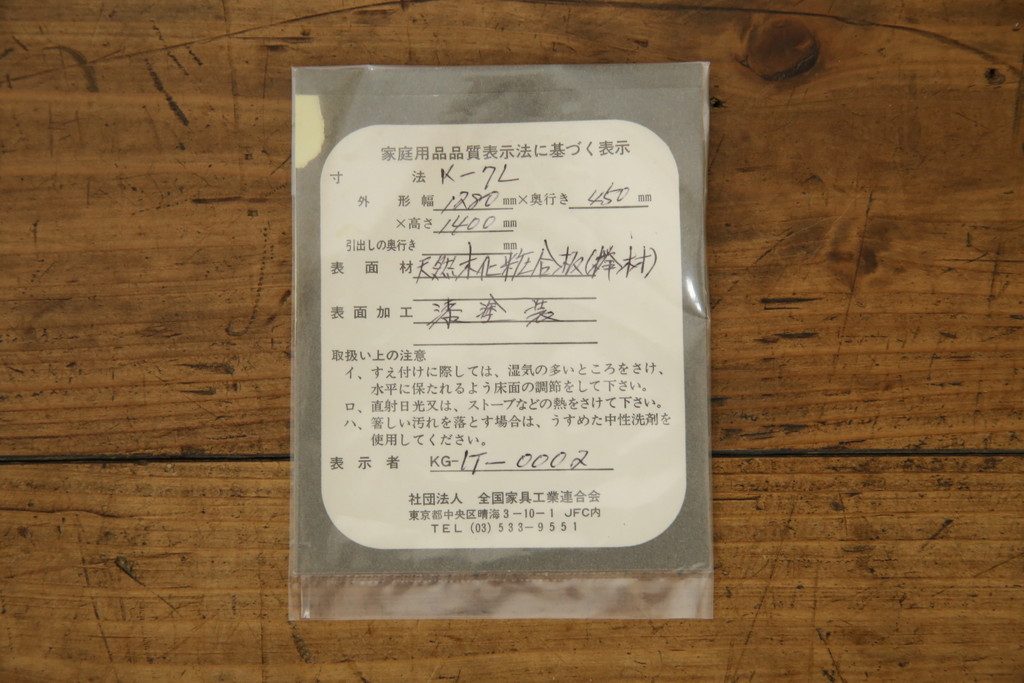 家庭用品品質表示法に基づく表示
寸法 K-7L
外形幅 1280 mm×奥行き 450 mm
×高さ 1400 mm
引出しの奥行き mm
表面材 天然木化粧合板(欅材)
表面加工 漆塗装
取扱い上の注意
イ、すえ付けに際しては、湿気の多いところをさけ、
水平に保たれるよう床面の調節をして下さい。
ロ、直射日光又は、ストーブなどの熱をさけて下さい。
ハ、著しい汚れを落とす場合は、うすめた中性洗剤を
使用してください。
表示者 KG-IT-0002
社団法人 全国家具工業連合会
東京都中央区晴海3-10-1 JFC内
TEL (03) 533-9551